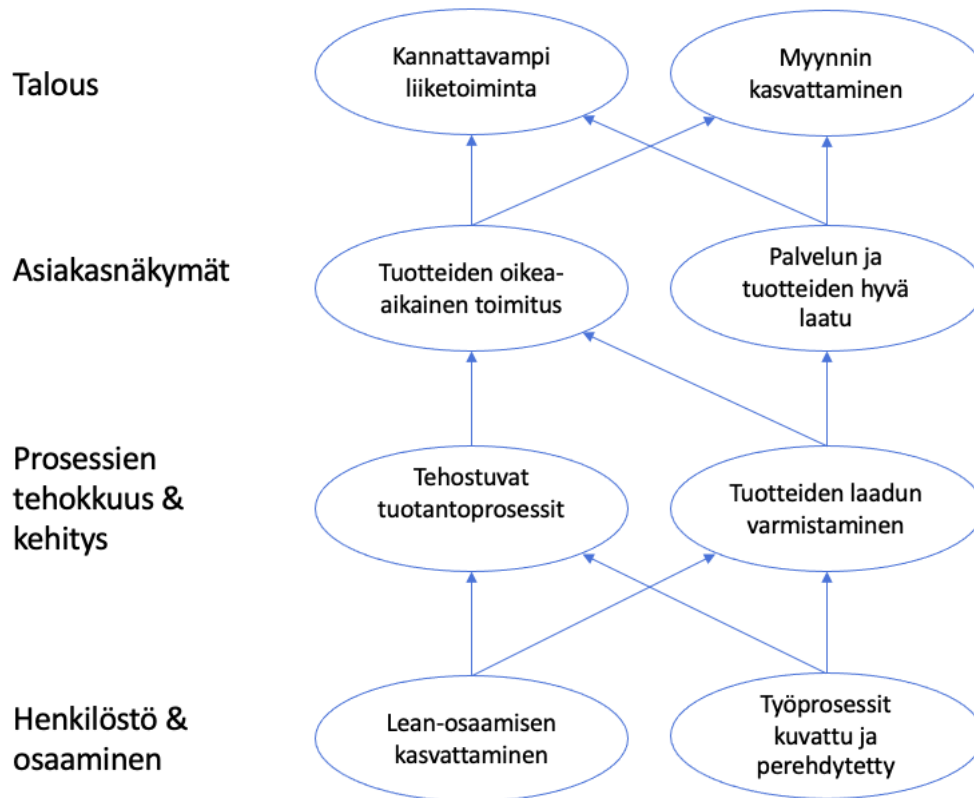 Talous
Kannattavampi
liiketoiminta
Myynnin
kasvattaminen
Asiakasnäkymät
Tuotteiden oikea-
aikainen toimitus
Palvelun ja
tuotteiden hyvä
laatu
Prosessien
tehokkuus &
kehitys
Tehostuvat
tuotantoprosessit
Tuotteiden laadun
varmistaminen
Henkilöstö &
osaaminen
Lean-osaamisen
kasvattaminen
Työprosessit
kuvattu ja
perehdytetty